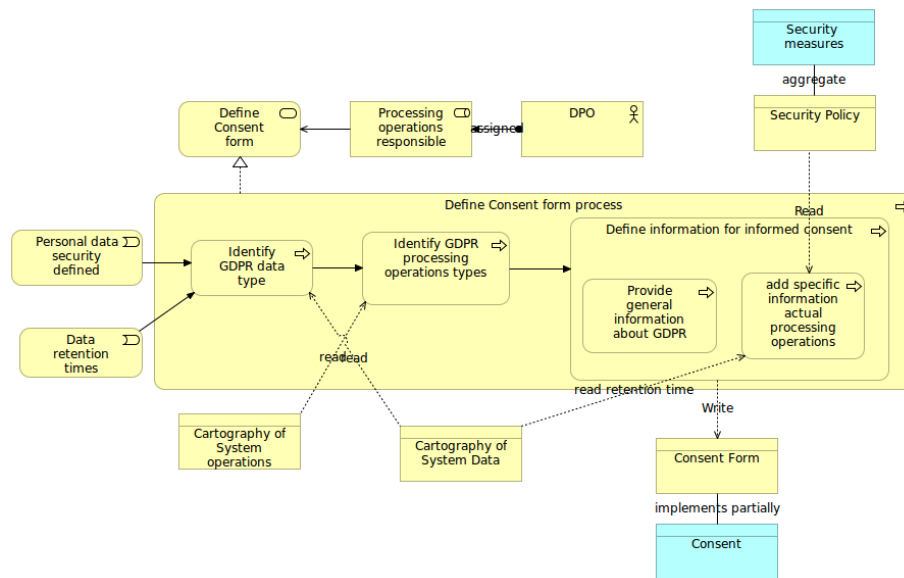 Security
measures
aggregate
Security Policy
Define
Consent
form
Processing
operations
responsible
assigned
DPO
Define Consent form process
Read
Define information for informed consent
Personal data
security
defined
Identify
GDPR data
type
Identify GDPR
processing
operations types
Provide
general
information
about GDPR
add specific
information
actual
processing
operations
Data
retention
times
read
read
read retention time
Write
Cartography of
System
operations
Cartography of
System Data
Consent Form
implements partially
Consent